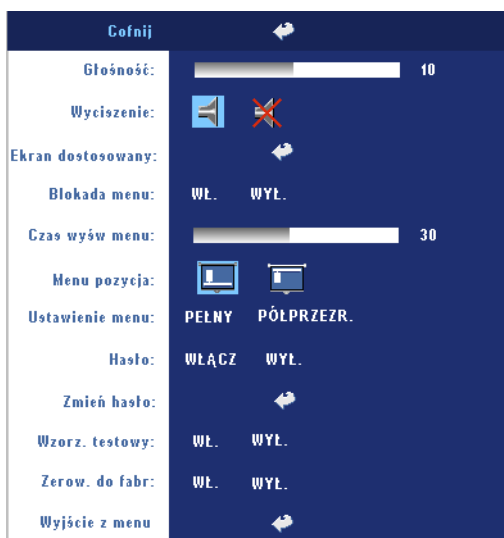 Cofnij
Głośność: 10
Wyciszenie:
Ekran dostosowany:
Blokada menu: WŁ. WYŁ.
Czas wyśw menu: 30
Menu pozycja:
Ustawienie menu: PEŁNY PÓŁPRZEZR.
Hasło: WŁĄCZ WYŁ.
Zmień hasło:
Wzorz. testowy: WŁ. WYŁ.
Zerow. do fabr: WŁ. WYŁ.
Wyjście z menu